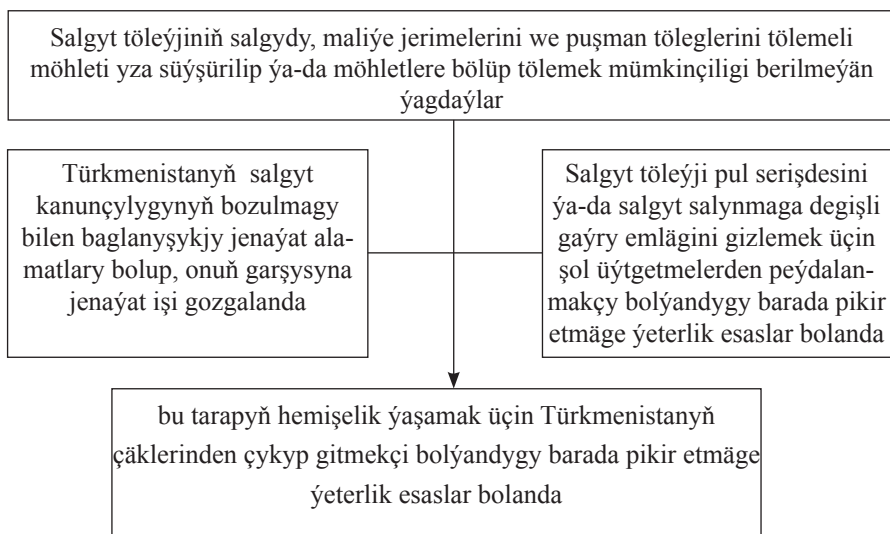 Salgyt töleýjiniň salgydy, maliýe jerimelerini we puşman töleglerini tölemeli
möhleti yza süýşürilip ýa-da möhletlere bölüp tölemek mümkinçiligi berilmeýän
ýagdaýlar
Türkmenistanyň salgyt
kanunçylygynyň bozulmagy
bilen baglanyşykjy jenaýat ala-
matlary bolup, onuň garşysyna
jenaýat işi gozgalanda
Salgyt töleýji pul serişdesini
ýa-da salgyt salynmaga degişli
gaýry emlägini gizlemek üçin
şol üýtgetmelerden peýdalan-
makçy bolýandygy barada pikir
etmäge ýeterlik esaslar bolanda
bu tarapyň hemişelik ýaşamak üçin Türkmenistanyň
çäklerinden çykyp gitmekçi bolýandygy barada pikir etmäge
ýeterlik esaslar bolanda